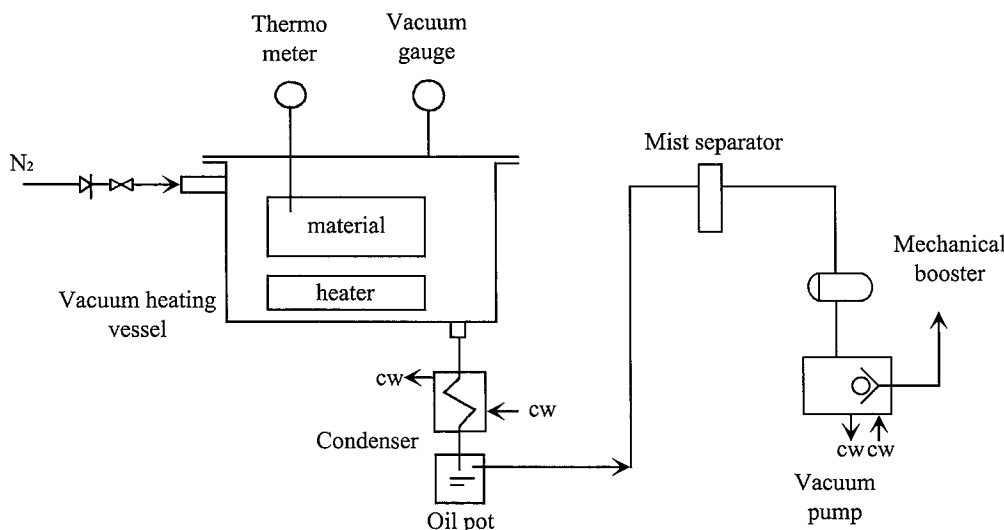 Thermo
meter
Vacuum
gauge
N2
material
heater
Vacuum heating
vessel
cw
cw
Condenser
Oil pot
Mist separator
Mechanical
booster
cw cw
Vacuum
pump